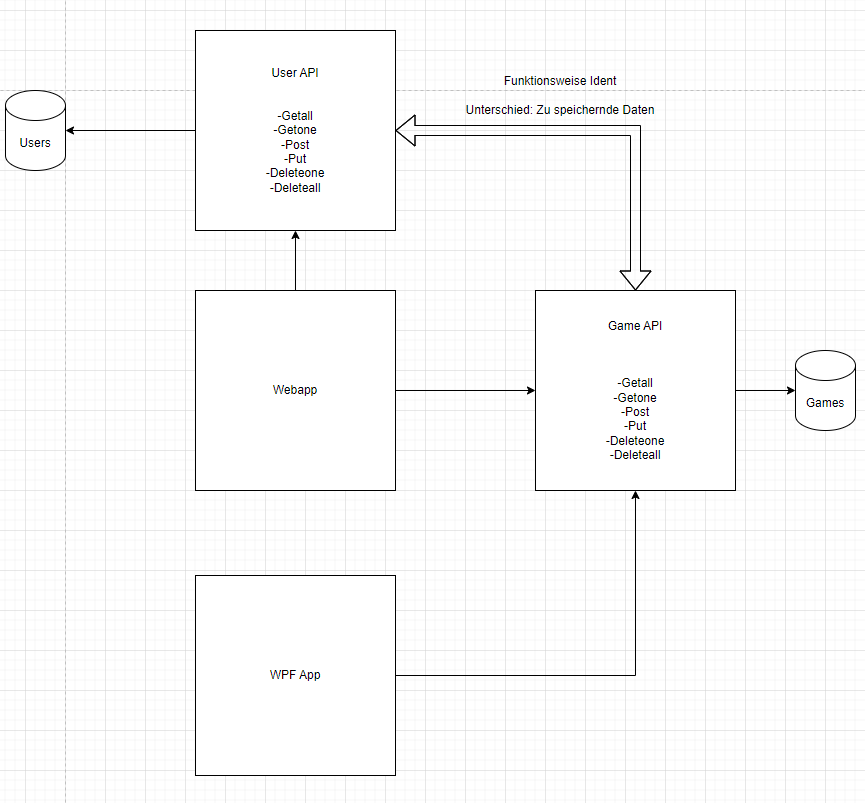 User API
-Getall
-Getone
-Post
-Put
-Deleteone
-Deleteall
Funktionsweise Ident
Unterschied: Zu speichernde Daten
Users
Webapp
Game API
-Getall
-Getone
-Post
-Put
-Deleteone
-Deleteall
Games
WPF App